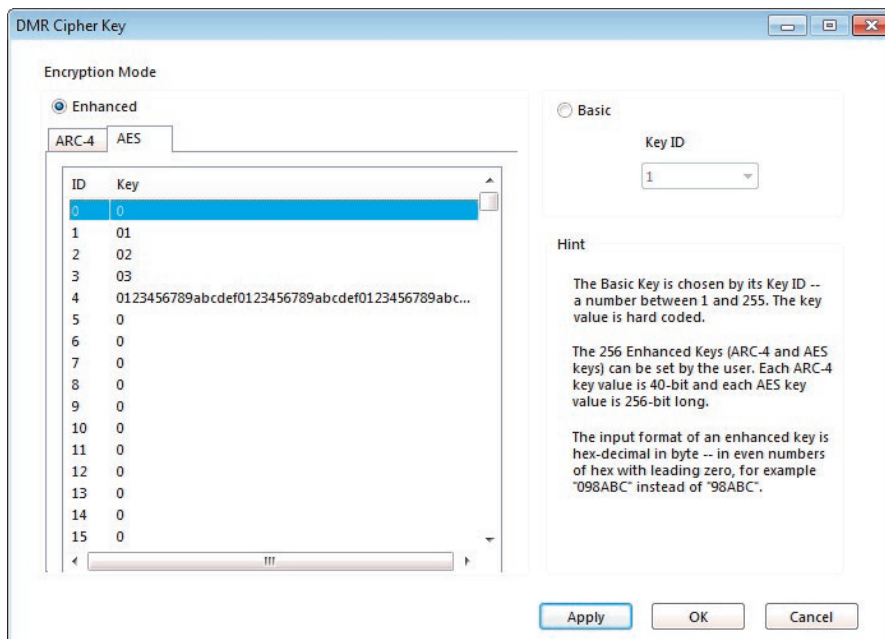 DMR Cipher Key
Encryption Mode
Enhanced
ARC-4 AES
ID Key
0 0
1 01
2 02
3 03
4 0123456789abcdef0123456789abcdef0123456789abc...
5 0
6 0
7 0
8 0
9 0
10 0
11 0
12 0
13 0
14 0
15 0
Basic
Key ID
1
Hint
The Basic Key is chosen by its Key ID --
a number between 1 and 255. The key
value is hard coded.
The 256 Enhanced Keys (ARC-4 and AES
keys) can be set by the user. Each ARC-4
key value is 40-bit and each AES key
value is 256-bit long.
The input format of an enhanced key is
hex-decimal in byte -- in even numbers
of hex with leading zero, for example
"098ABC" instead of "98ABC".
Apply OK Cancel